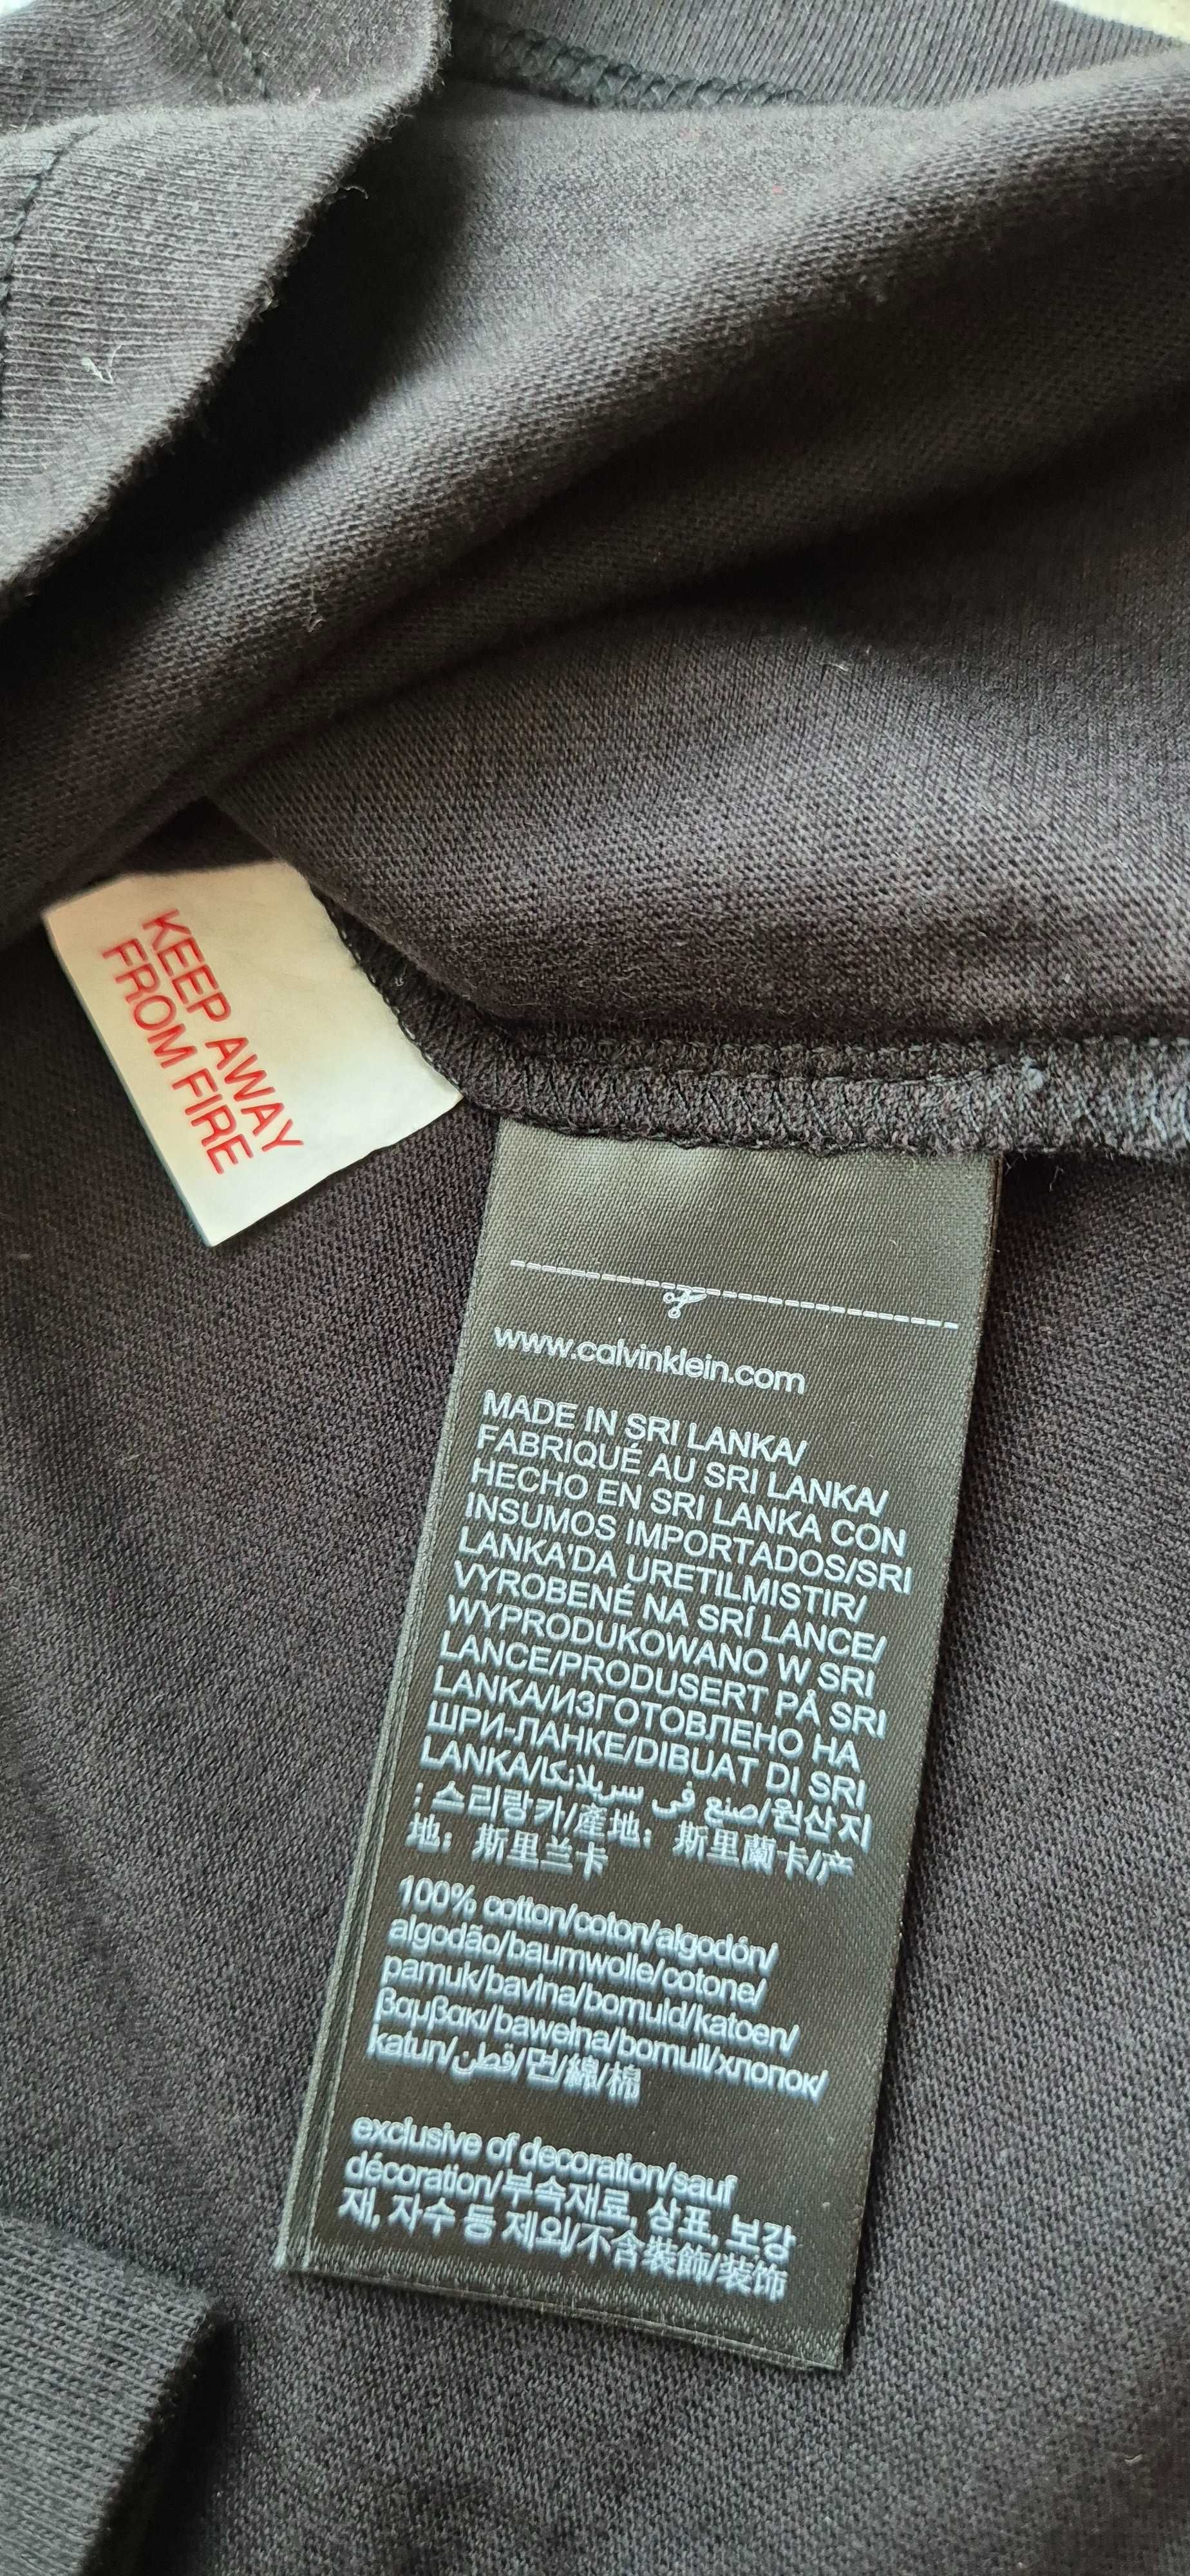 KEEP AWAY
FROM FIRE
www.calvinklein.com
MADE IN SRI LANKA/
FABRIQUÉ AU SRI LANKA/
HECHO EN SRI LANKA CON
INSUMOS IMPORTADOS/SRI
LANKA'DA URETILMISTIR/
VYROBENÉ NA SRÍ LANCE/
WYPRODUKOWANO W SRI
LANCE/PRODUSERT PÅ SRI
LANKA/ИЗГОТОВЛЕНО НА
ШРИ-ЛАНКЕ/DIBUAT DI SRI
LANKA/صنع فى سريلانكا/원산지
: 스리랑카/產地：斯里蘭卡/产
地：斯里兰卡
100% cotton/coton/algodón/
algodão/baumwolle/cotone/
pamuk/bavlna/bomuld/katoen/
βαμβακι/bawełna/bomull/хлопок/
katun/قطن/면/綿/棉
exclusive of decoration/sauf
décoration/부속재료, 상표, 보강
재, 자수 등 제외/不含裝飾/装饰